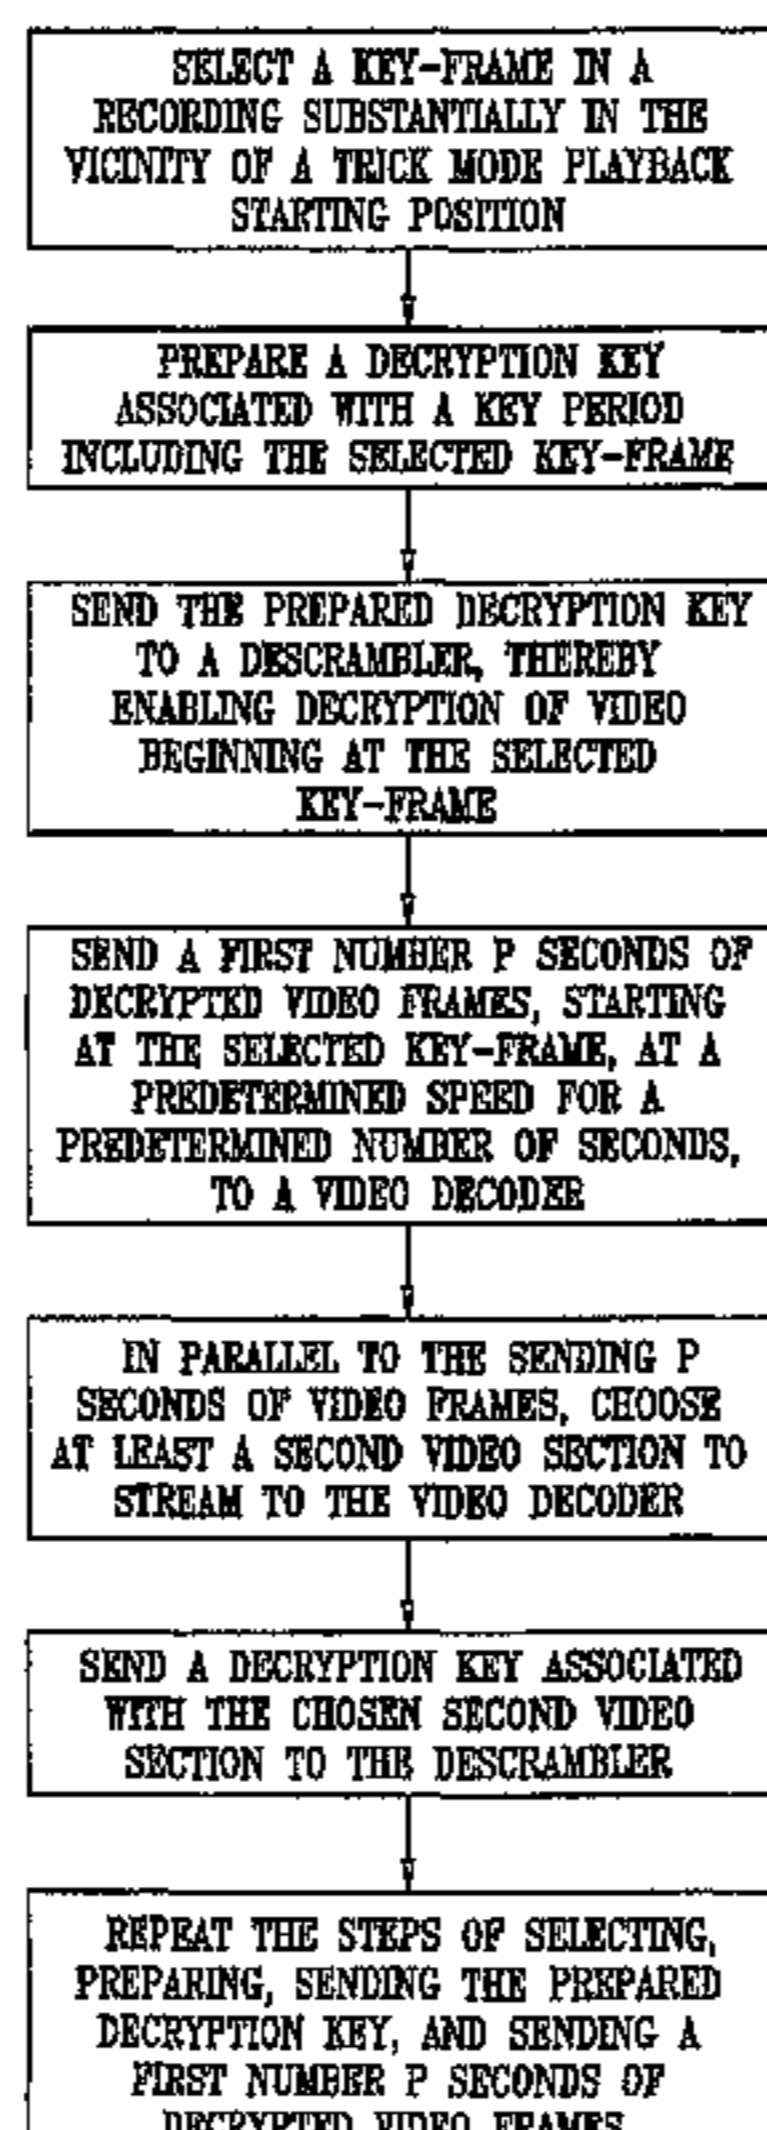 SELECT A KEY-FRAME IN A
RECORDING SUBSTANTIALLY IN THE
VICINITY OF A TRICK MODE PLAYBACK
STARTING POSITION
PREPARE A DECRYPTION KEY
ASSOCIATED WITH A KEY PERIOD
INCLUDING THE SELECTED KEY-FRAME
SEND THE PREPARED DECRYPTION KEY
TO A DESCRAMBLER, THEREBY
ENABLING DECRYPTION OF VIDEO
BEGINNING AT THE SELECTED
KEY-FRAME
SEND A FIRST NUMBER P SECONDS OF
DECRYPTED VIDEO FRAMES, STARTING
AT THE SELECTED KEY-FRAME, AT A
PREDETERMINED SPEED FOR A
PREDETERMINED NUMBER OF SECONDS,
TO A VIDEO DECODER
IN PARALLEL TO THE SENDING P
SECONDS OF VIDEO FRAMES, CHOOSE
AT LEAST A SECOND VIDEO SECTION TO
STREAM TO THE VIDEO DECODER
SEND A DECRYPTION KEY ASSOCIATED
WITH THE CHOSEN SECOND VIDEO
SECTION TO THE DESCRAMBLER
REPEAT THE STEPS OF SELECTING,
PREPARING, SENDING THE PREPARED
DECRYPTION KEY, AND SENDING A
FIRST NUMBER P SECONDS OF
DECRYPTED VIDEO FRAMES